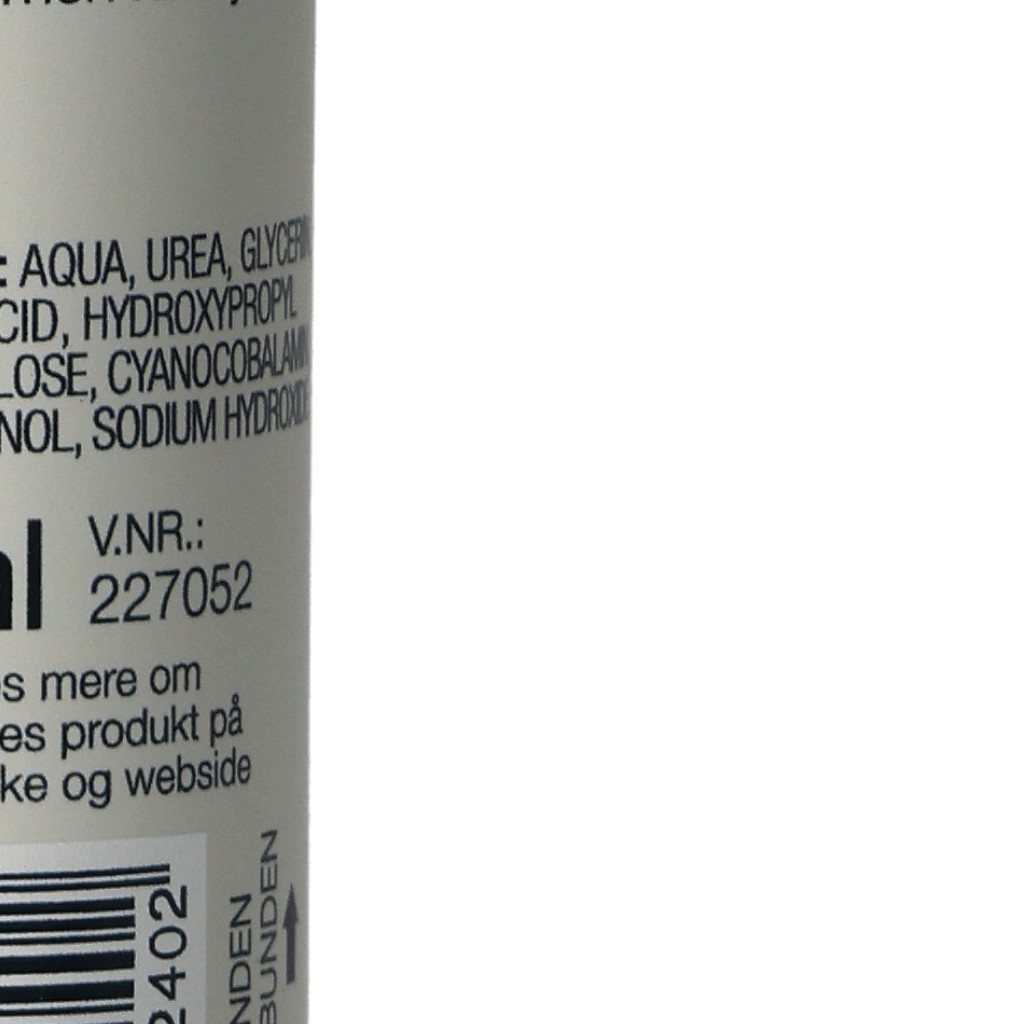 : AQUA, UREA, GLYCERIN
CID, HYDROXYPROPYL
LOSE, CYANOCOBALAMIN
NOL, SODIUM HYDROXIDE
V.NR.:
227052
mere om
es produkt på
ke og webside
2402
NDEN
BUNDEN